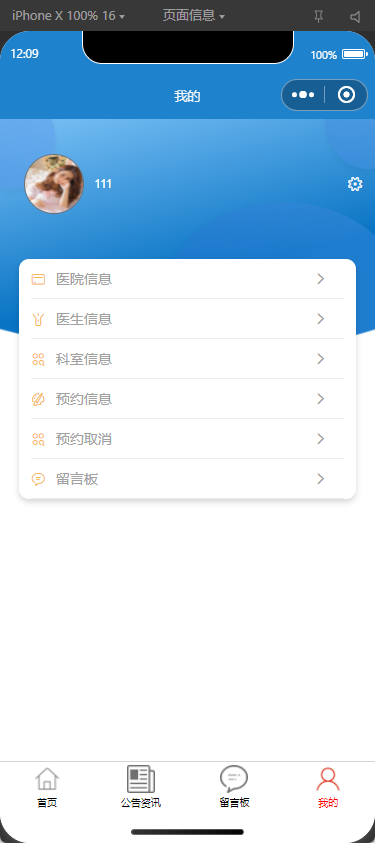 iPhone X 100% 16 页面信息
12:09 100%
我的
111
医院信息
医生信息
科室信息
预约信息
预约取消
留言板
首页 公告资讯 留言板 我的